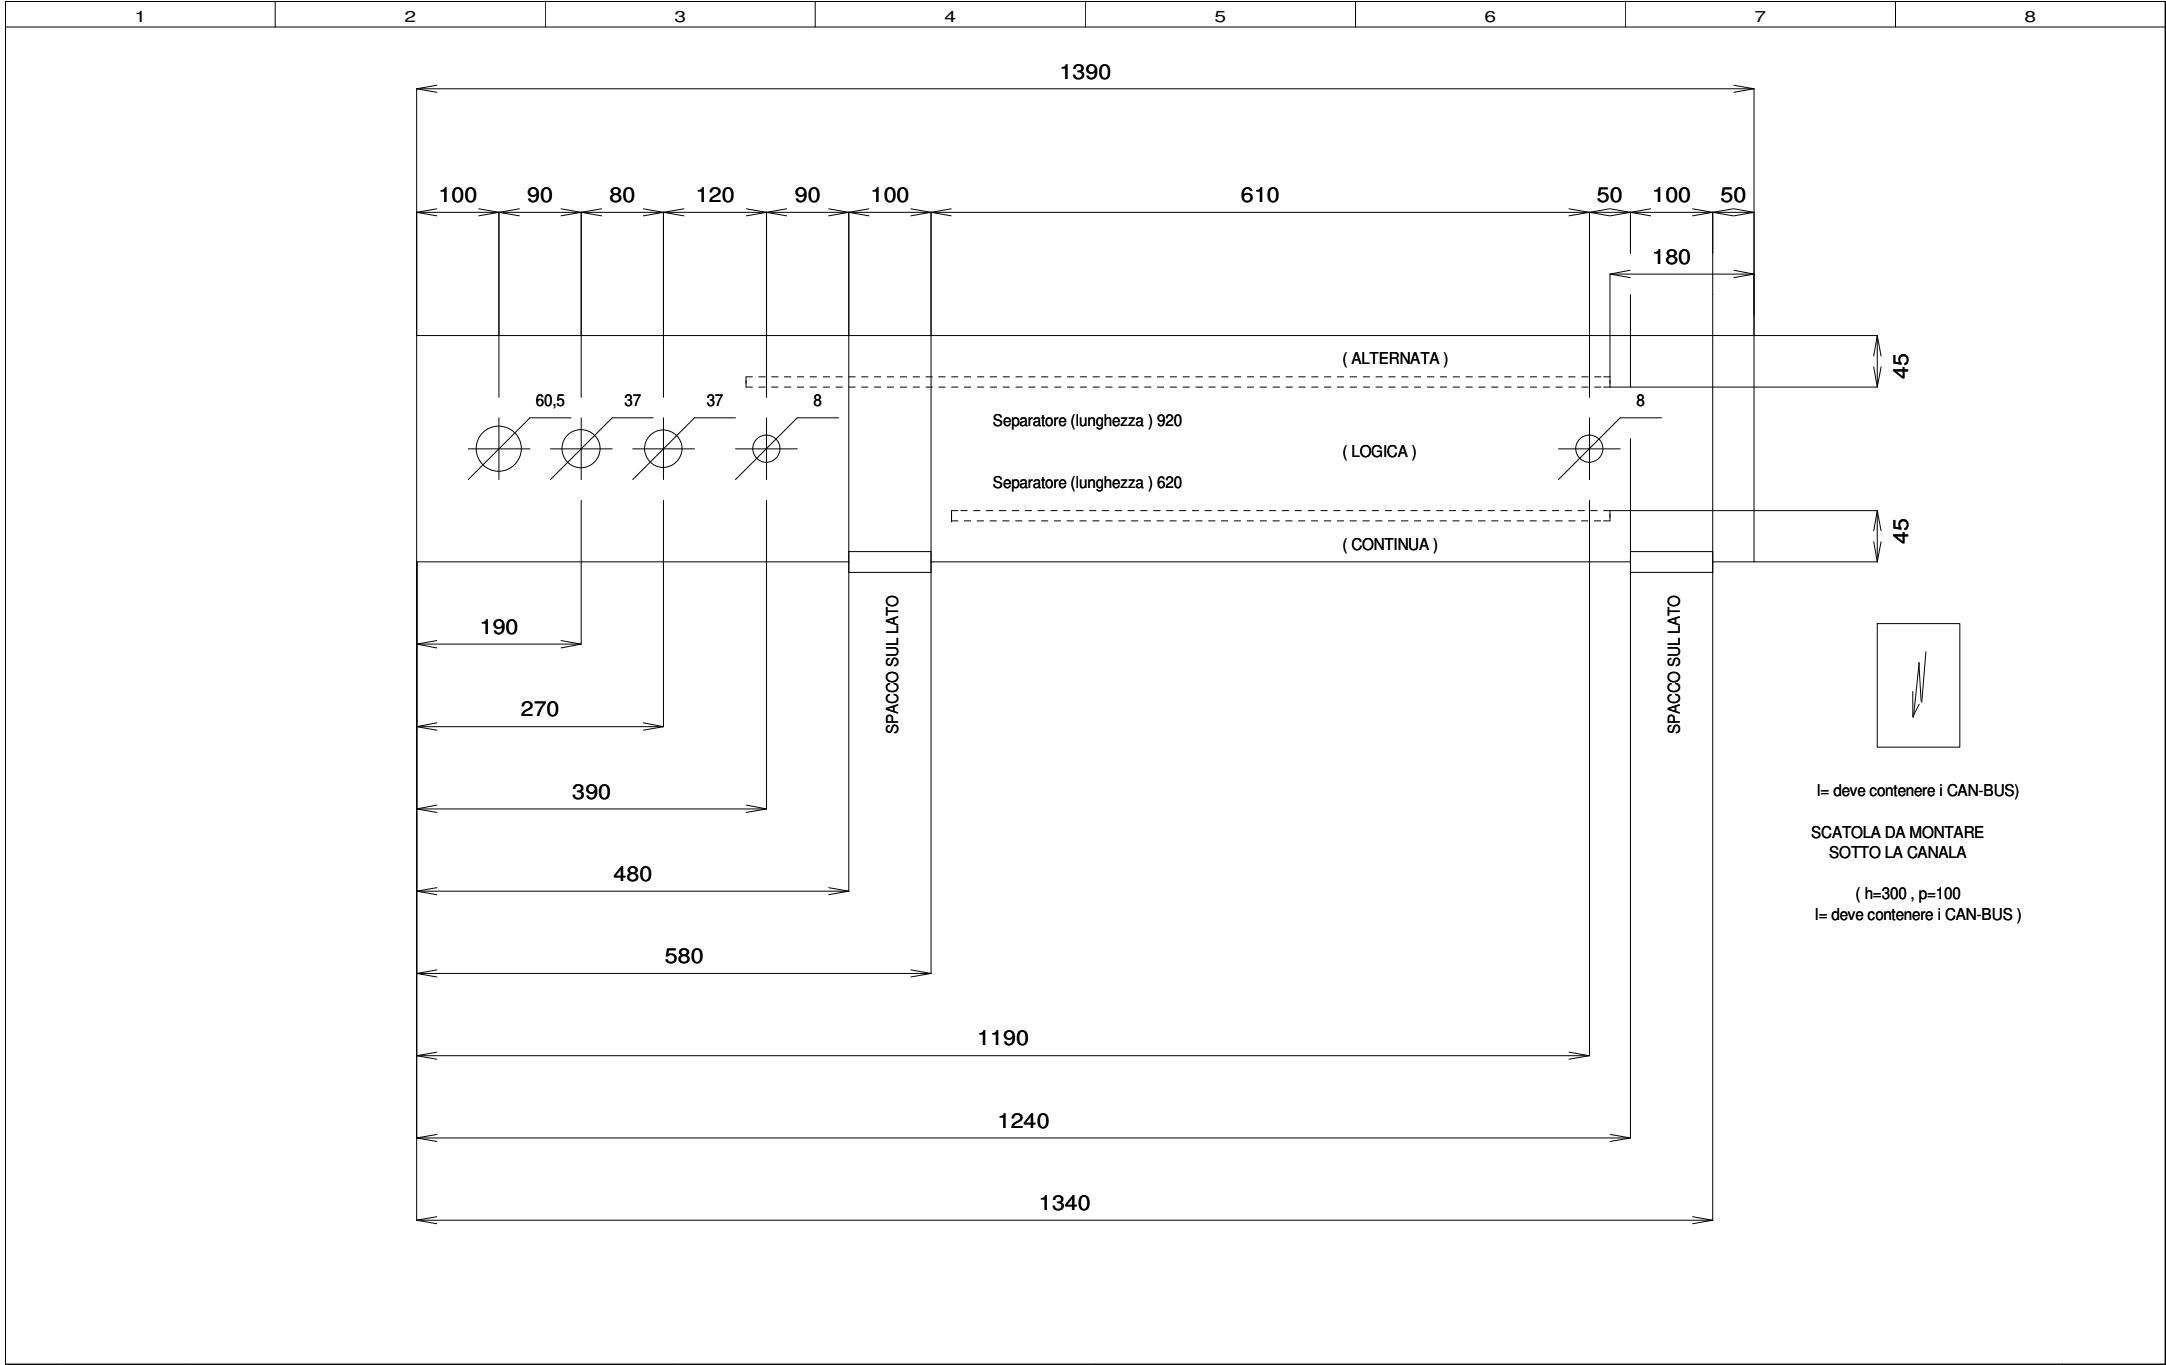 1 2 3 4 5 6 7 8
1390
100 90 80 120 90 100 610 50 100 50
180
( ALTERNATA )
45
60,5 37 37 8 8
Separatore (lunghezza ) 920
( LOGICA )
Separatore (lunghezza ) 620
45
( CONTINUA )
SPACCO SUL LATO
SPACCO SUL LATO
190
270
390
480
580
1190
1240
1340
l= deve contenere i CAN-BUS)
SCATOLA DA MONTARE
SOTTO LA CANALA
( h=300 , p=100
l= deve contenere i CAN-BUS )